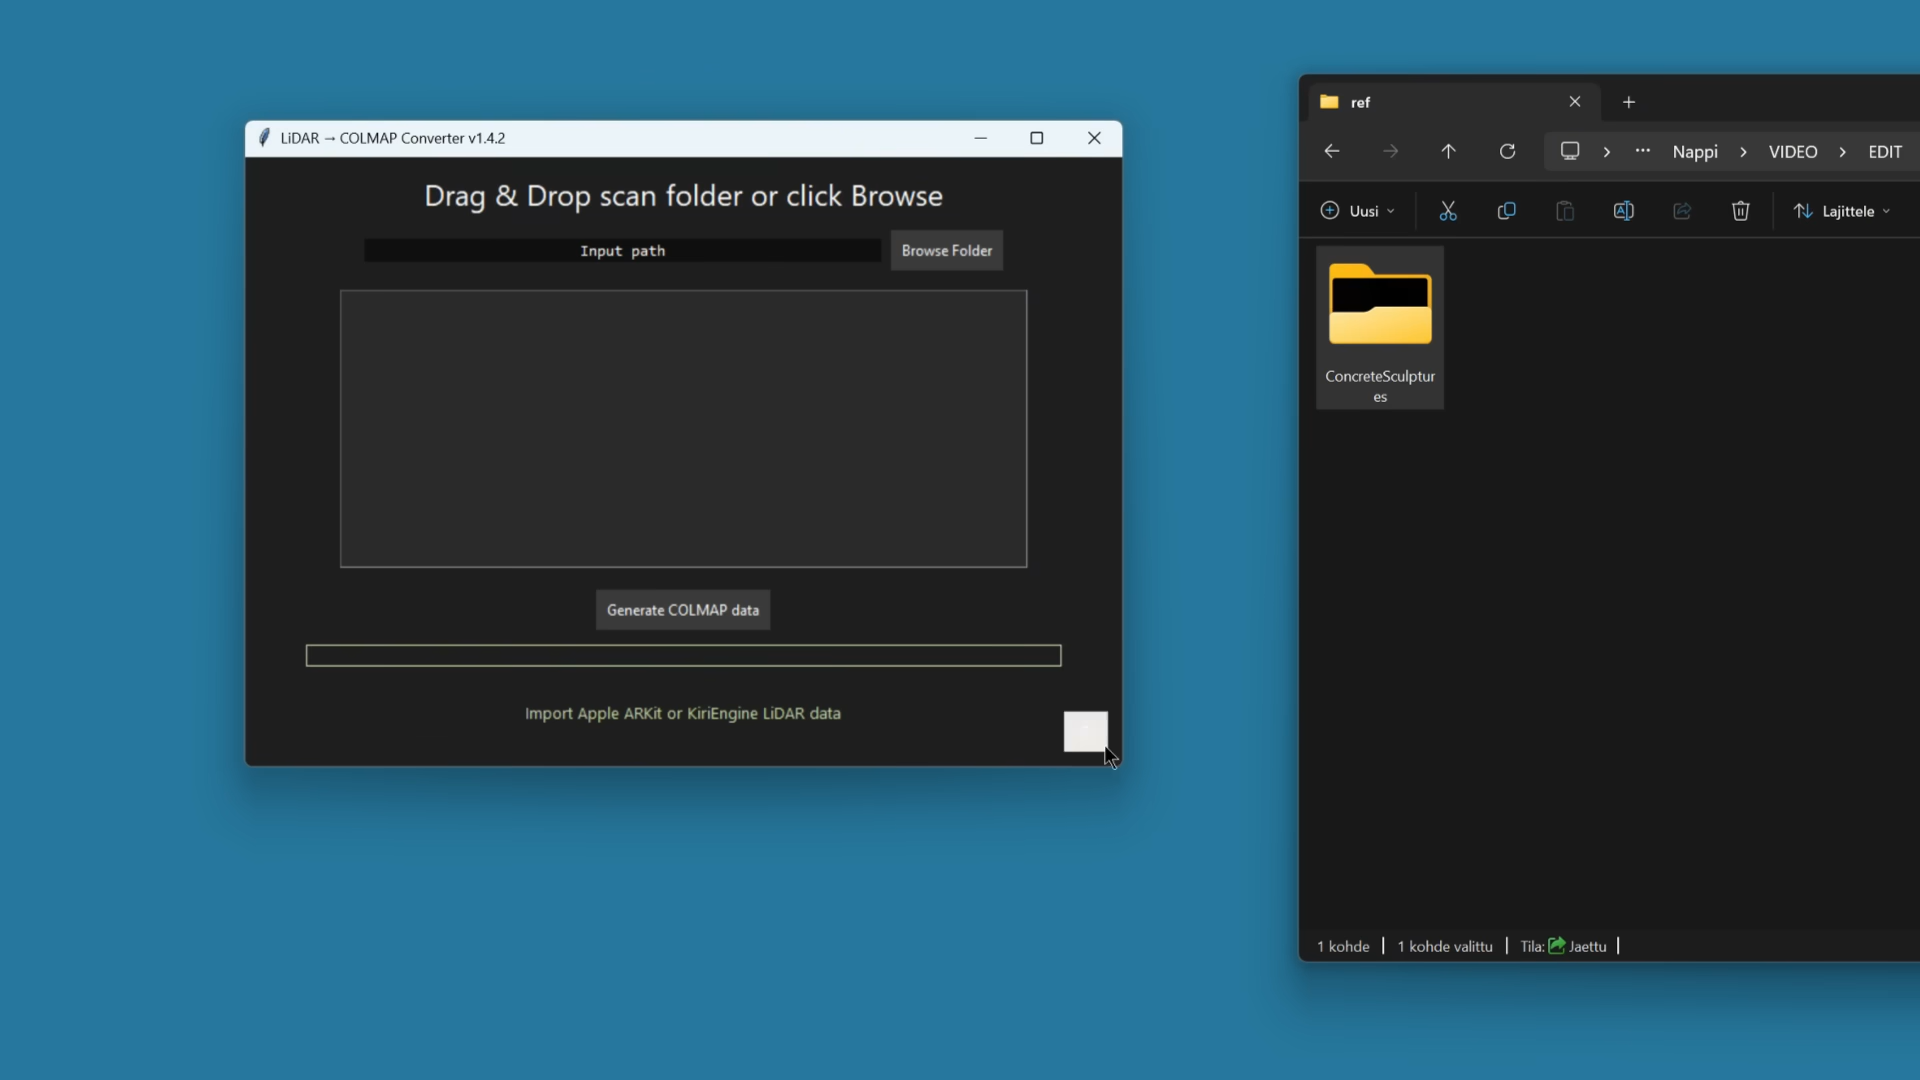 LiDAR → COLMAP Converter v1.4.2
Drag & Drop scan folder or click Browse
Input path
Browse Folder
Generate COLMAP data
Import Apple ARKit or KiriEngine LiDAR data
ref
Nappi
VIDEO
EDIT
Uusi
Lajittele
ConcreteSculptur
es
1 kohde
1 kohde valittu
Tila: Jaettu